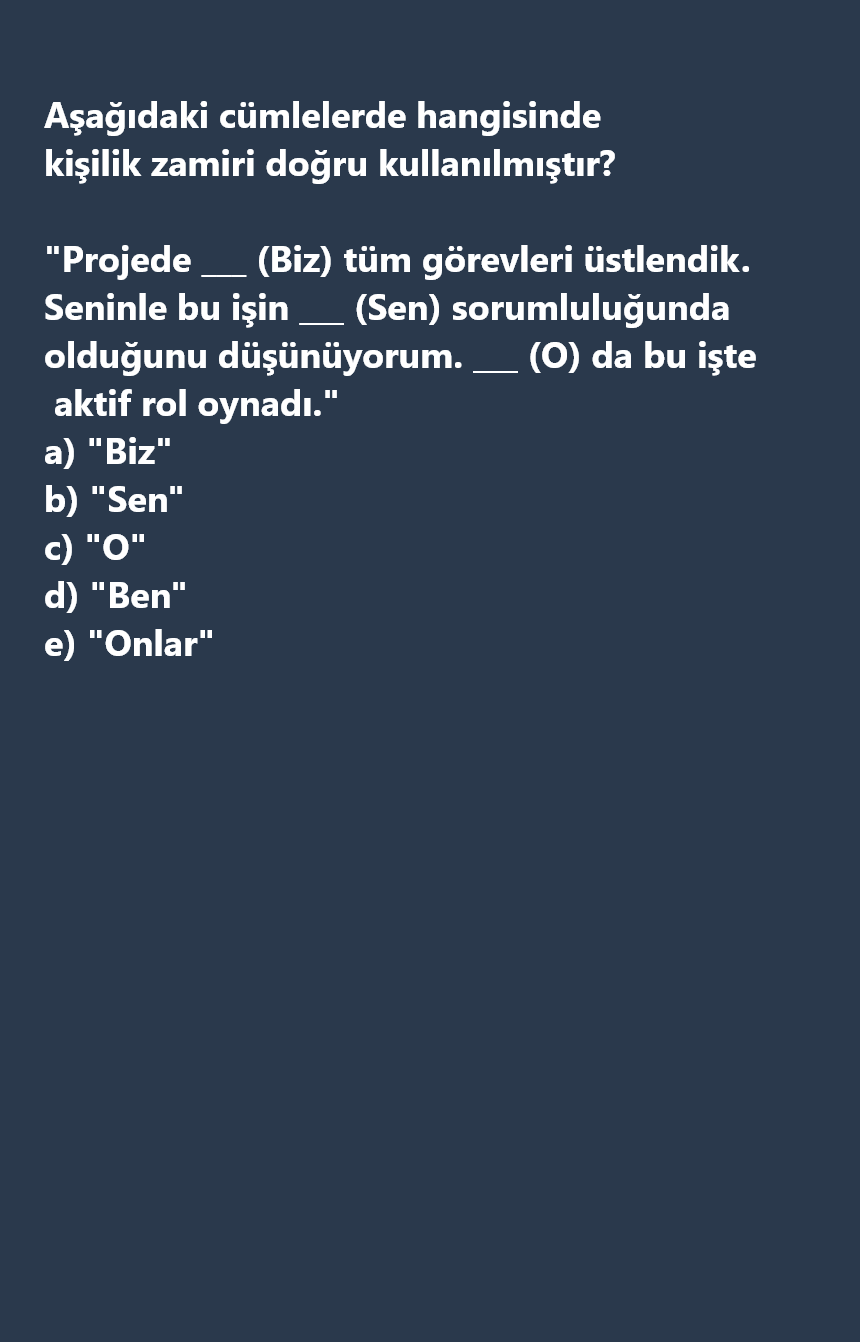 Aşağıdaki cümlelerde hangisinde
kişilik zamiri doğru kullanılmıştır?
"Projede ___ (Biz) tüm görevleri üstlendik.
Seninle bu işin ___ (Sen) sorumluluğunda
olduğunu düşünüyorum. ___ (O) da bu işte
aktif rol oynadı."
a) "Biz"
b) "Sen"
c) "O"
d) "Ben"
e) "Onlar"